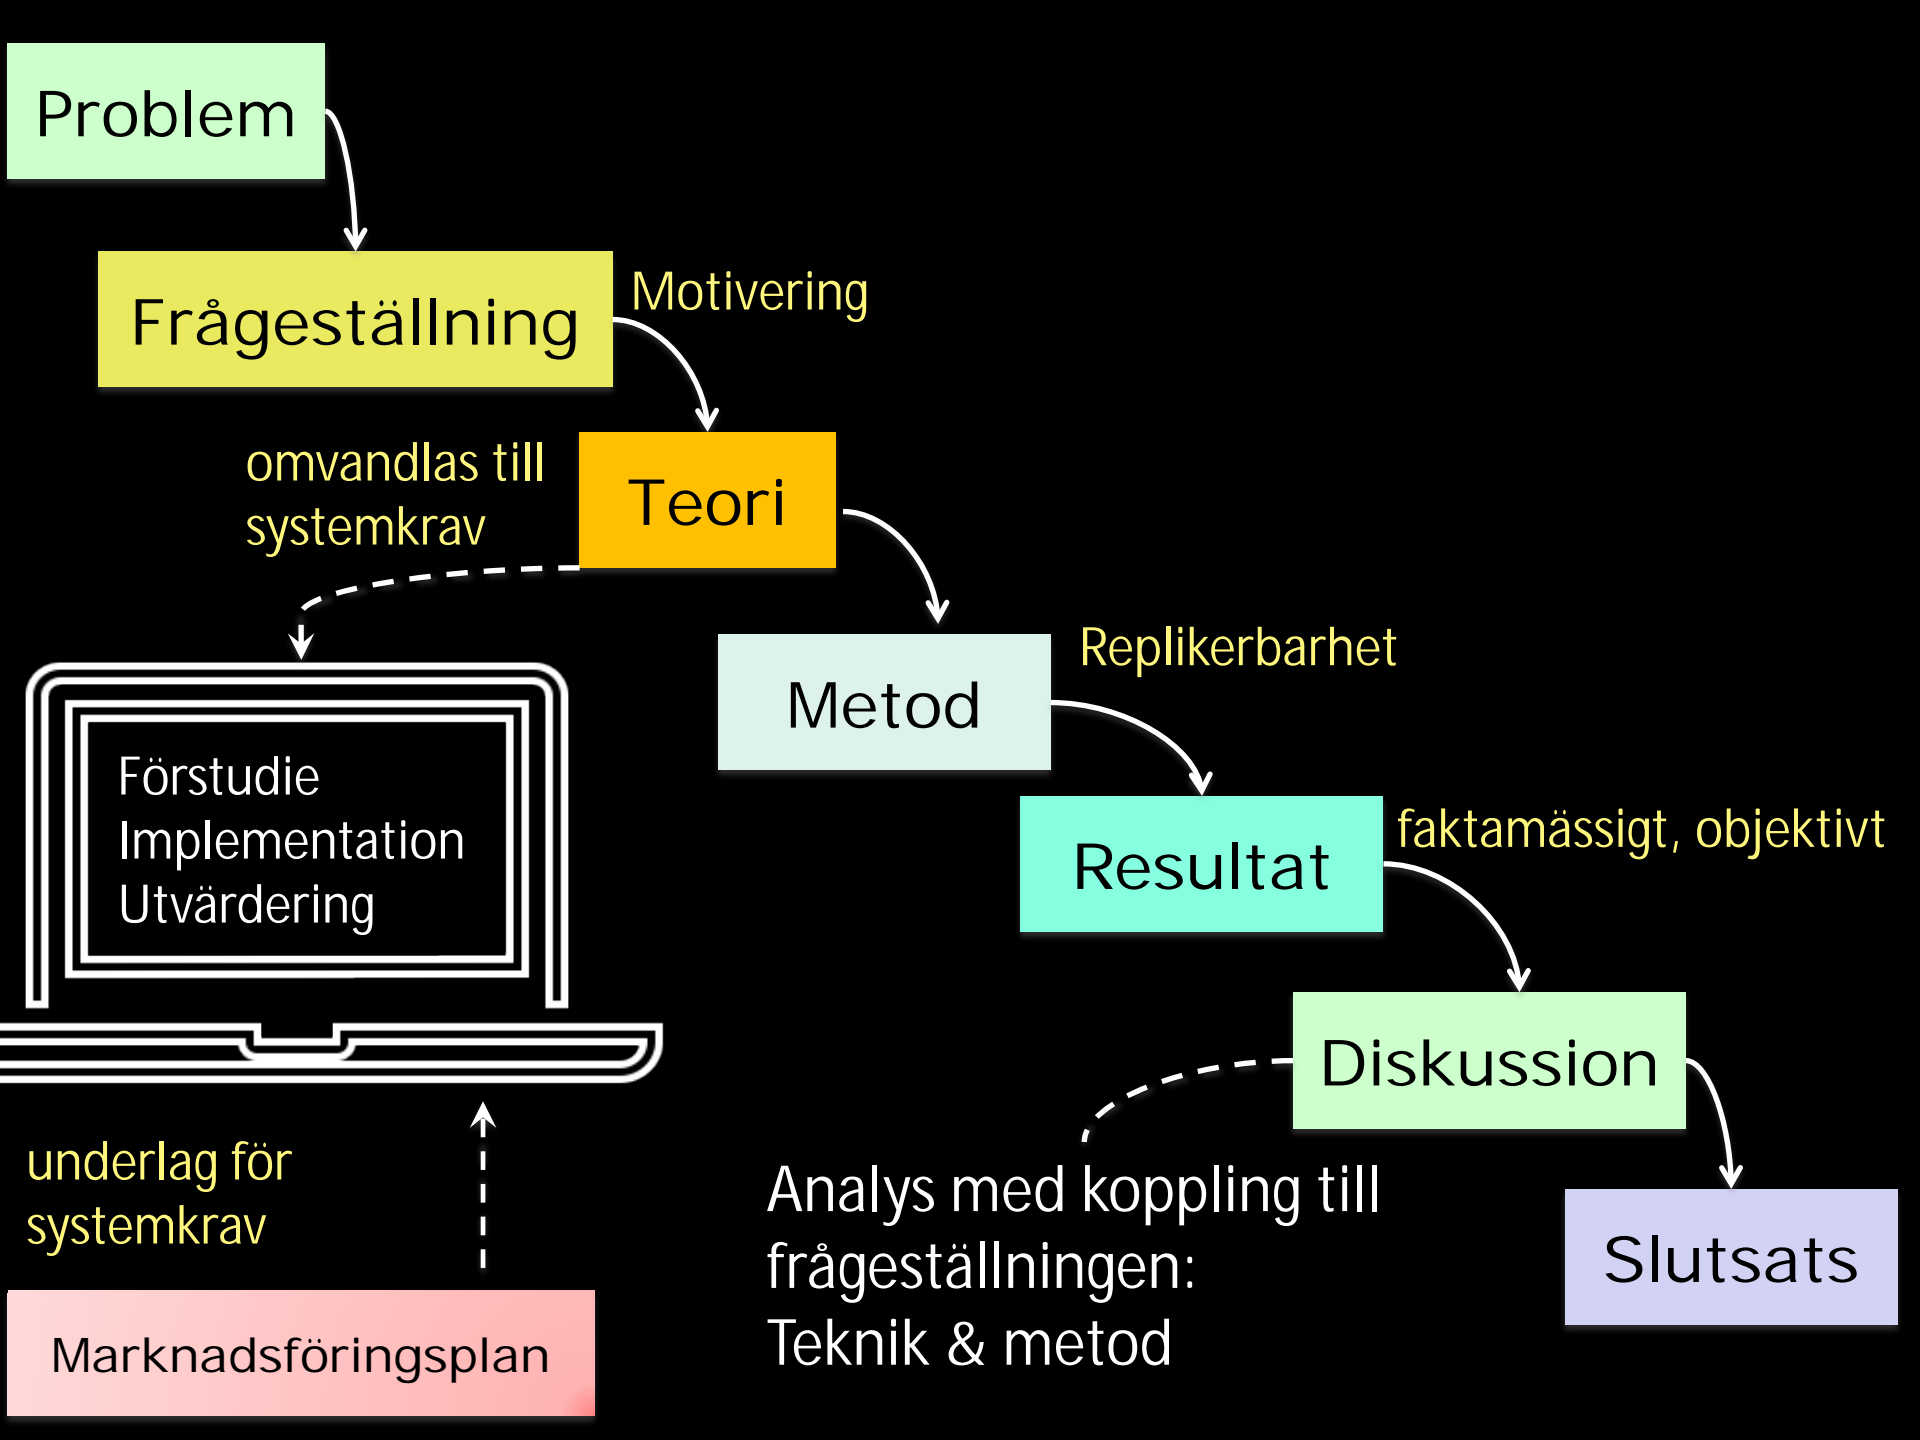 Problem
Frågeställning
Motivering
omvandlas till
systemkrav
Teori
Metod
Replikerbarhet
Förstudie
Implementation
Utvärdering
Resultat
faktamässigt, objektivt
Diskussion
underlag för
systemkrav
Analys med koppling till
frågeställningen:
Teknik & metod
Slutsats
Marknadsföringsplan